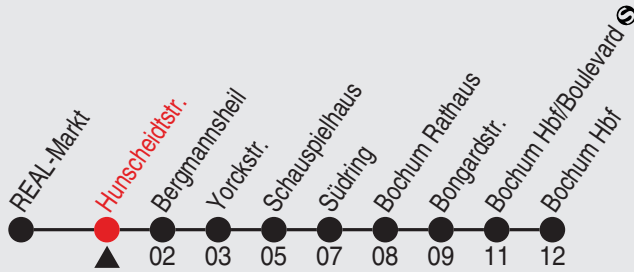 REAL-Markt
Hunscheidtstr.
Bergmannsheil
Yorckstr.
Schauspielhaus
Südring
Bochum Rathaus
Bongardstr.
Bochum Hbf/Boulevard S
Bochum Hbf
02 03 05 07 08 09 11 12